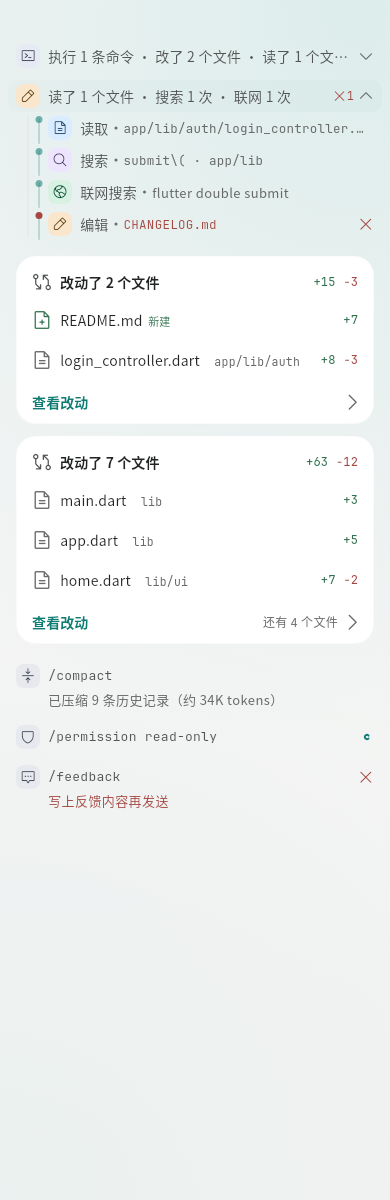 执行 1 条命令 · 改了 2 个文件 · 读了 1 个文…
读了 1 个文件 · 搜索 1 次 · 联网 1 次 ×1
读取 · app/lib/auth/login_controller.…
搜索 · submit\( · app/lib
联网搜索 · flutter double submit
编辑 · CHANGELOG.md
改动了 2 个文件 +15 -3
README.md 新建 +7
login_controller.dart app/lib/auth +8 -3
查看改动
改动了 7 个文件 +63 -12
main.dart lib +3
app.dart lib +5
home.dart lib/ui +7 -2
查看改动 还有 4 个文件
/compact
已压缩 9 条历史记录（约 34K tokens）
/permission read-only
/feedback
写上反馈内容再发送